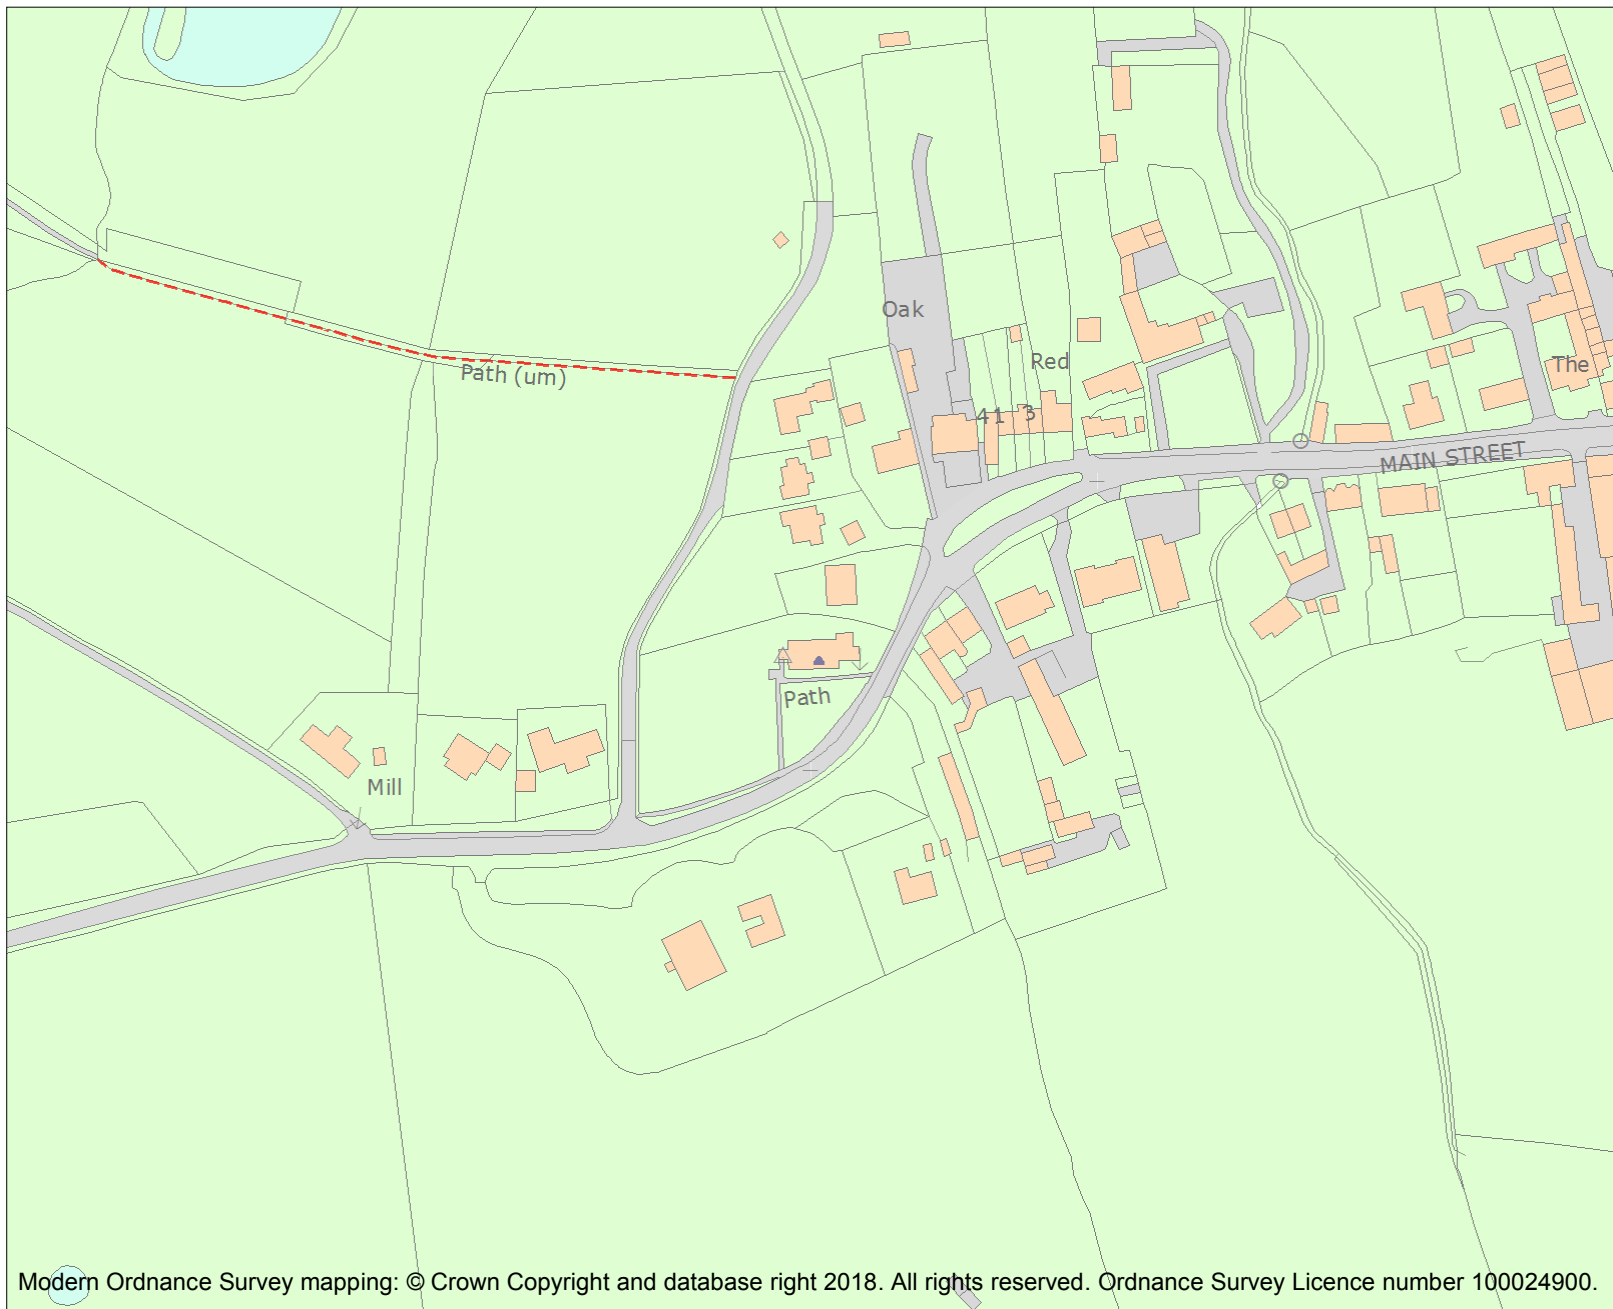 Oak
Red
The
Path (um)
41 3
MAIN STREET
Path
Mill
Modern Ordnance Survey mapping: © Crown Copyright and database right 2018. All rights reserved. Ordnance Survey Licence number 100024900.